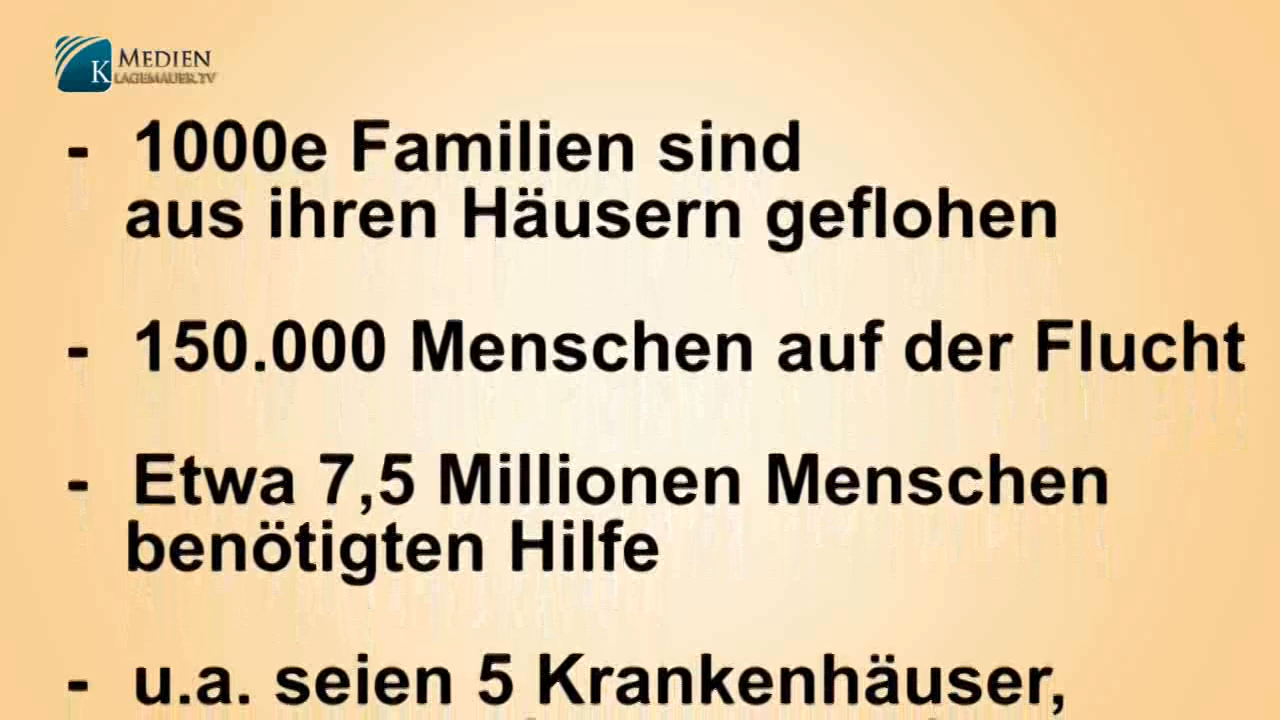 MEDIEN
KLAGEMAUER.TV
- 1000e Familien sind
aus ihren Häusern geflohen
- 150.000 Menschen auf der Flucht
- Etwa 7,5 Millionen Menschen
benötigten Hilfe
- u.a. seien 5 Krankenhäuser,